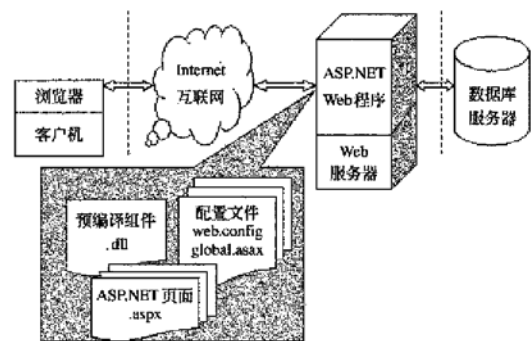 浏览器
客户机
Internet
互联网
ASP.NET
Web程序
Web
服务器
数据库
服务器
预编译组件
.dll
配置文件
web.config
global.asax
ASP.NET 页面
.aspx